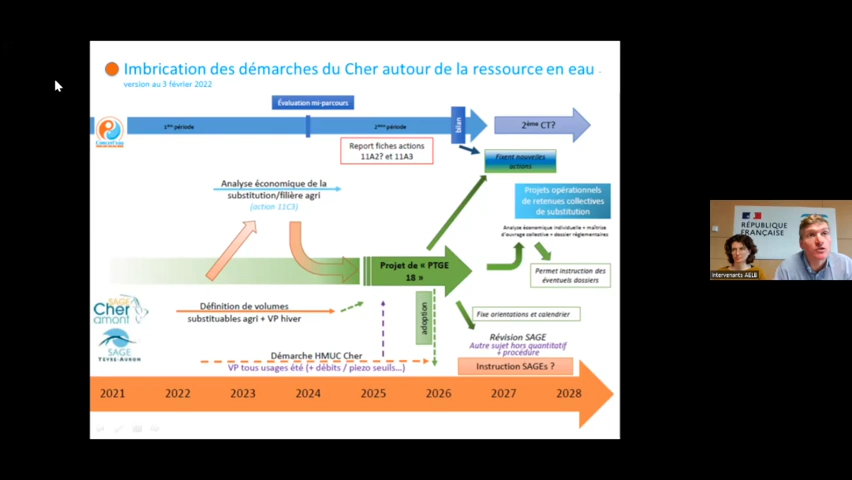 Imbrication des démarches du Cher autour de la ressource en eau -
version au 3 février 2022
Évaluation mi-parcours
1ère période
2ème période
bilan
2ème CT?
Report fiches actions
11A2? et 11A3
Fixent nouvelles
actions
Analyse économique de la
substitution/filière agri
(action 11C3)
Projets opérationnels
de retenues collectives
de substitution
Analyse économique individuelle + maîtrise
d'ouvrage collective + dossier réglementaires
Projet de « PTGE
18 »
Permet instruction des
éventuels dossiers
SAGE
Cher
amont
SAGE
YÈVRE-AURON
Définition de volumes
substituables agri + VP hiver
adoption
Fixe orientations et calendrier
Révision SAGE
Autre sujet hors quantitatif
+ procédure
Démarche HMUC Cher
VP tous usages été (+ débits / piezo seuils...)
Instruction SAGEs ?
2021 2022 2023 2024 2025 2026 2027 2028
RÉPUBLIQUE
FRANÇAISE
Intervenants AELB